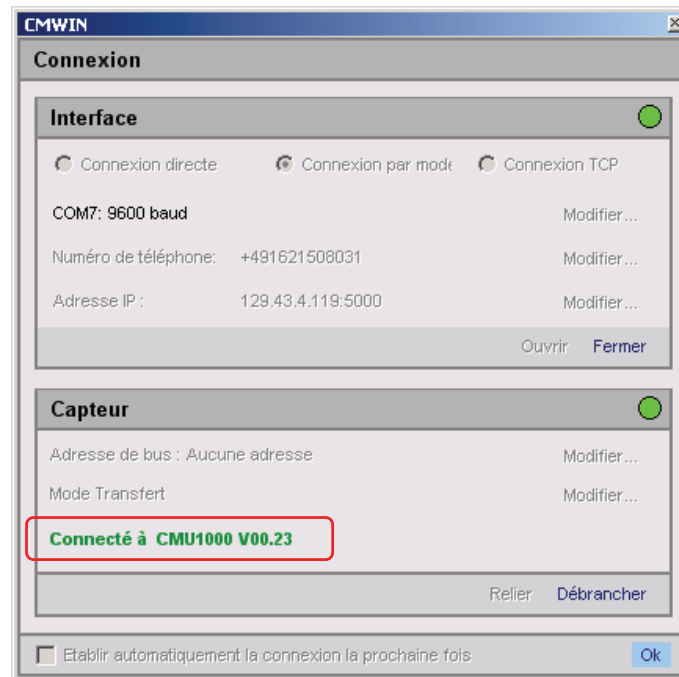 CMWIN
Connexion
Interface
Connexion directe Connexion par mode Connexion TCP
COM7: 9600 baud Modifier...
Numéro de téléphone: +491621508031 Modifier...
Adresse IP : 129.43.4.119:5000 Modifier...
Ouvrir Fermer
Capteur
Adresse de bus : Aucune adresse Modifier...
Mode Transfert Modifier...
Connecté à CMU1000 V00.23
Relier Débrancher
Etablir automatiquement la connexion la prochaine fois Ok